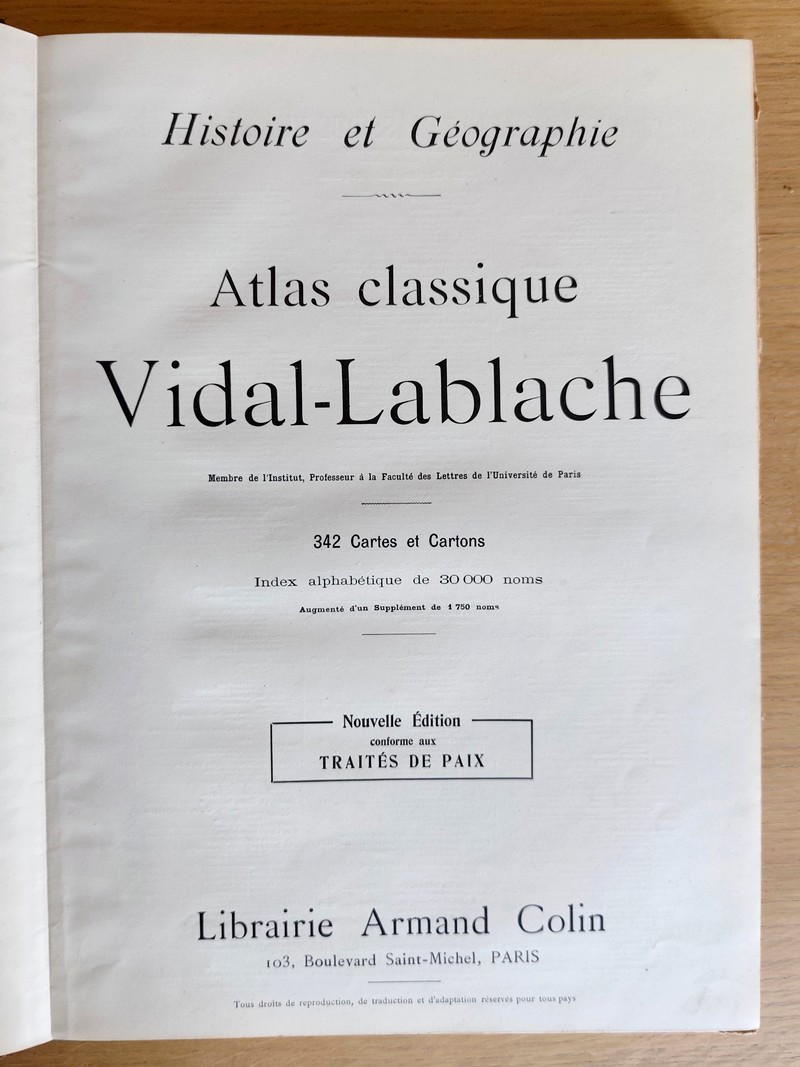 Histoire et Géographie
Atlas classique
Vidal-Lablache
Membre de l'Institut, Professeur à la Faculté des Lettres de l'Université de Paris
342 Cartes et Cartons
Index alphabétique de 30 000 noms
Augmenté d'un Supplément de 1 750 noms
Nouvelle Édition
conforme aux
TRAITÉS DE PAIX
Librairie Armand Colin
103, Boulevard Saint-Michel, PARIS
Tous droits de reproduction, de traduction et d'adaptation réservés pour tous pays